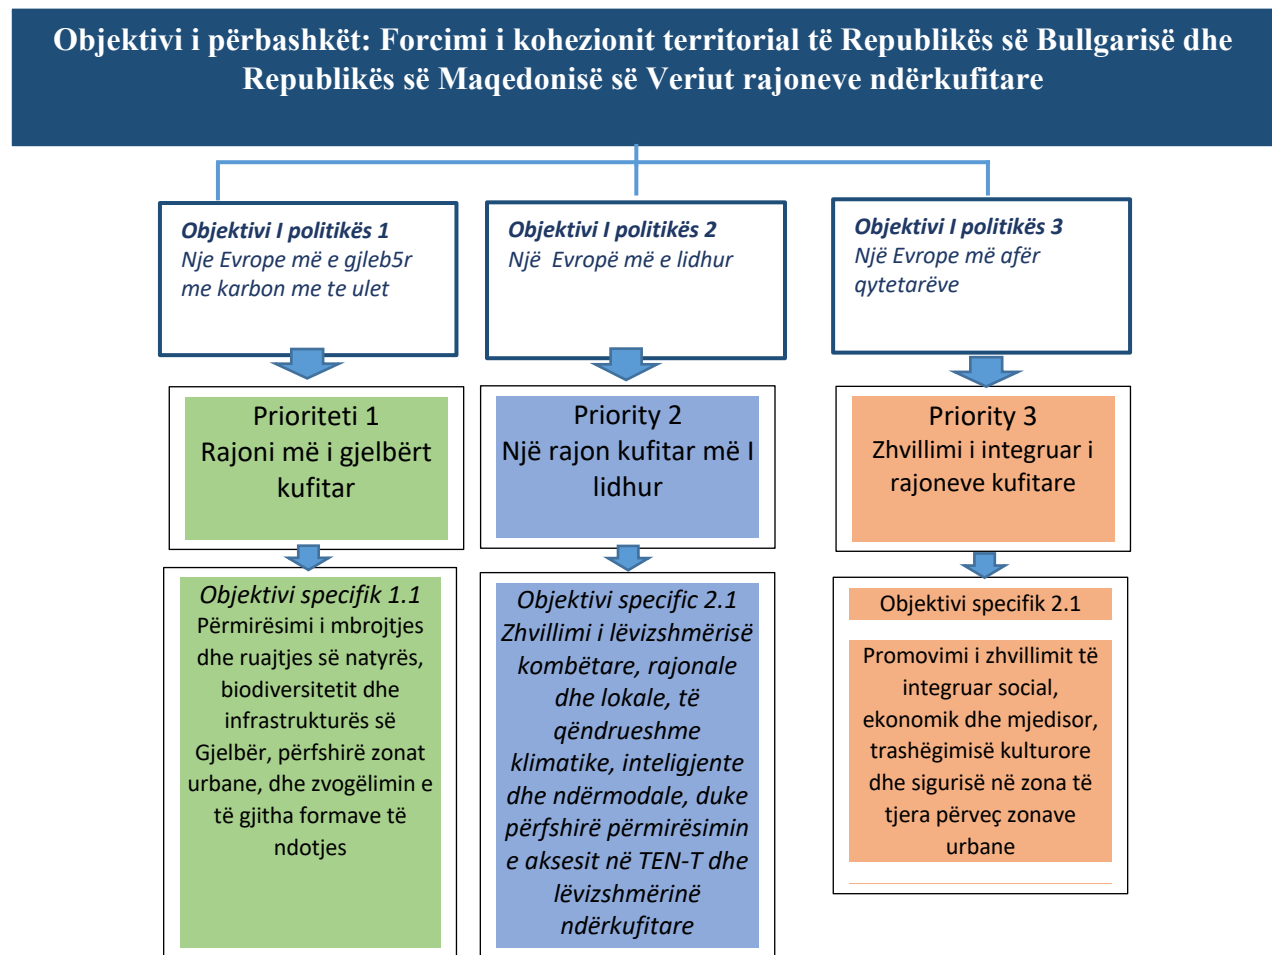 Objektivi i përbashkët: Forcimi i kohezionit territorial të Republikës së Bullgarisë dhe
Republikës së Maqedonisë së Veriut rajoneve ndërkufitare
Objektivi I politikës 1
Nje Evrope më e gjleb5r
me karbon me te ulet
Objektivi I politikës 2
Një Evropë më e lidhur
Objektivi I politikës 3
Një Evrope më afër
qytetarëve
Prioriteti 1
Rajoni më i gjelbërt
kufitar
Priority 2
Një rajon kufitar më I
lidhur
Priority 3
Zhvillimi i integruar i
rajoneve kufitare
Objektivi specifik 1.1
Përmirësimi i mbrojtjes
dhe ruajtjes së natyrës,
biodiversitetit dhe
infrastrukturës së
Gjelbër, përfshirë zonat
urbane, dhe zvogëlimin e
të gjitha formave të
ndotjes
Objektivi specific 2.1
Zhvillimi i lëvizshmërisë
kombëtare, rajonale
dhe lokale, të
qëndrueshme
klimatike, inteligjente
dhe ndërmodale, duke
përfshirë përmirësimin
e aksesit në TEN-T dhe
lëvizshmërinë
ndërkufitare
Objektivi specifik 2.1
Promovimi i zhvillimit të
integruar social,
ekonomik dhe mjedisor,
trashëgimisë kulturore
dhe sigurisë në zona të
tjera përveç zonave
urbane